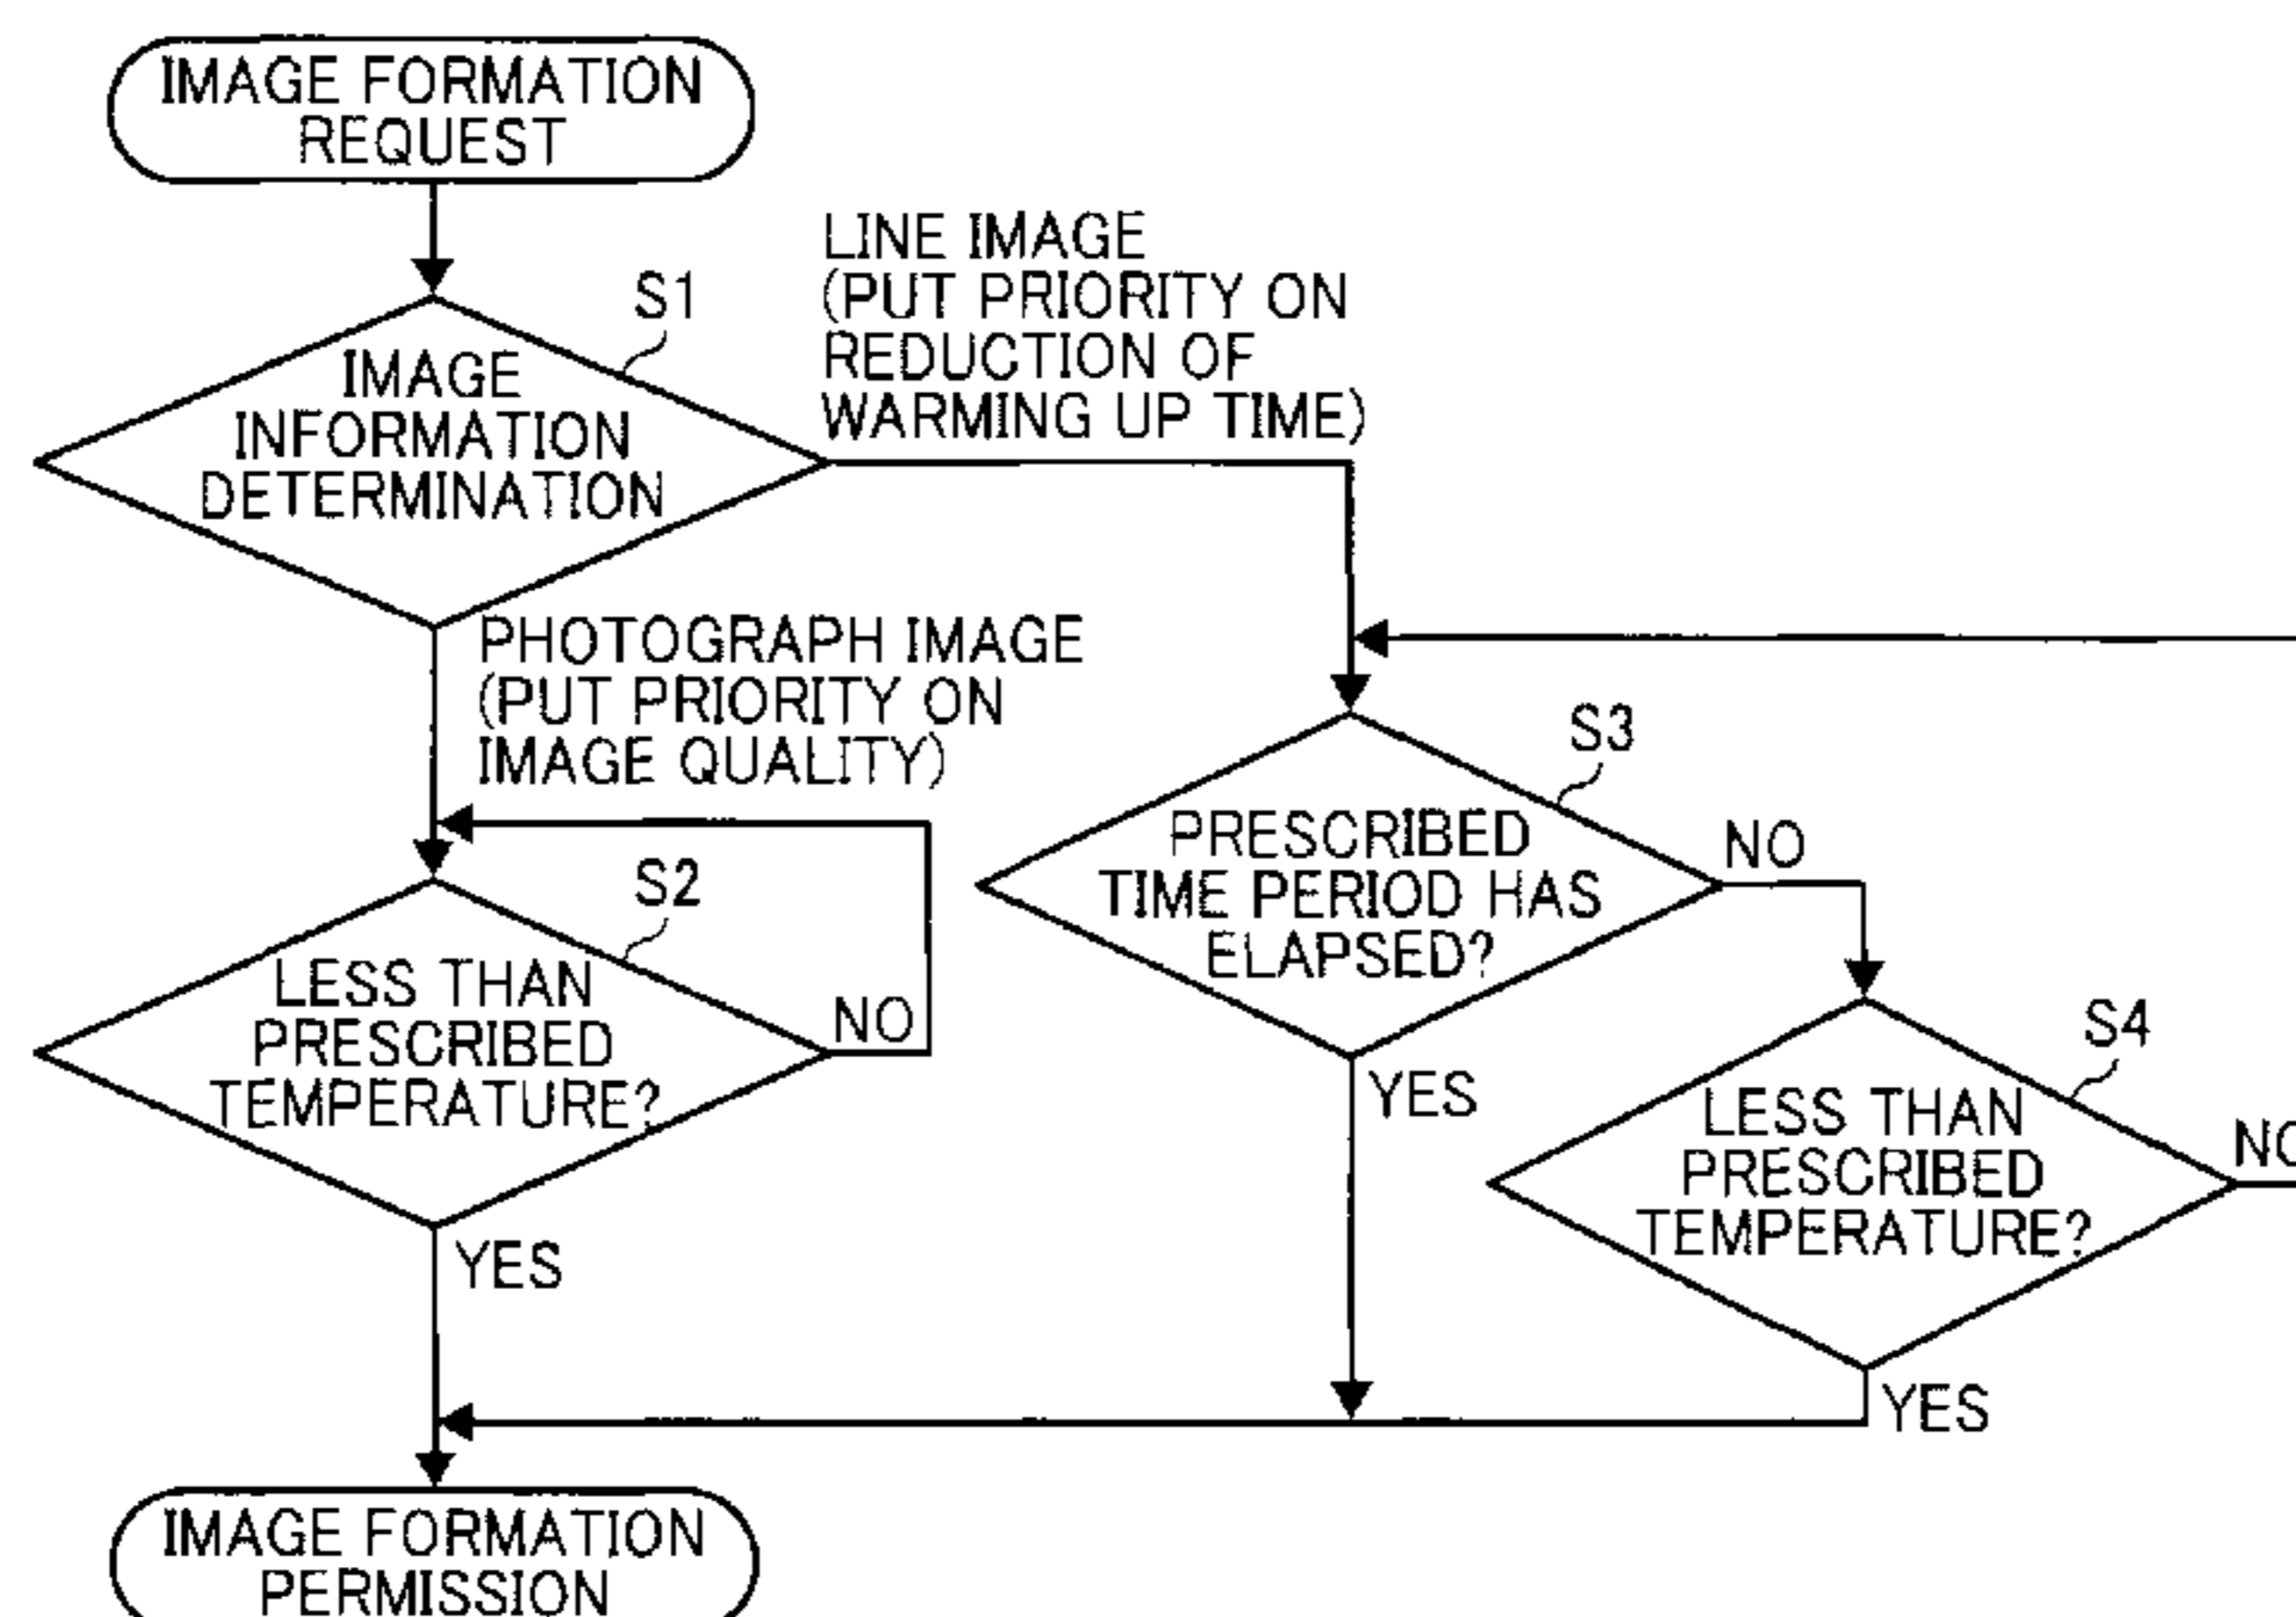 IMAGE FORMATION
REQUEST
S1
IMAGE
INFORMATION
DETERMINATION
LINE IMAGE
(PUT PRIORITY ON
REDUCTION OF
WARMING UP TIME)
PHOTOGRAPH IMAGE
(PUT PRIORITY ON
IMAGE QUALITY)
S2
LESS THAN
PRESCRIBED
TEMPERATURE?
NO
YES
S3
PRESCRIBED
TIME PERIOD HAS
ELAPSED?
NO
YES
S4
LESS THAN
PRESCRIBED
TEMPERATURE?
NO
YES
IMAGE FORMATION
PERMISSION